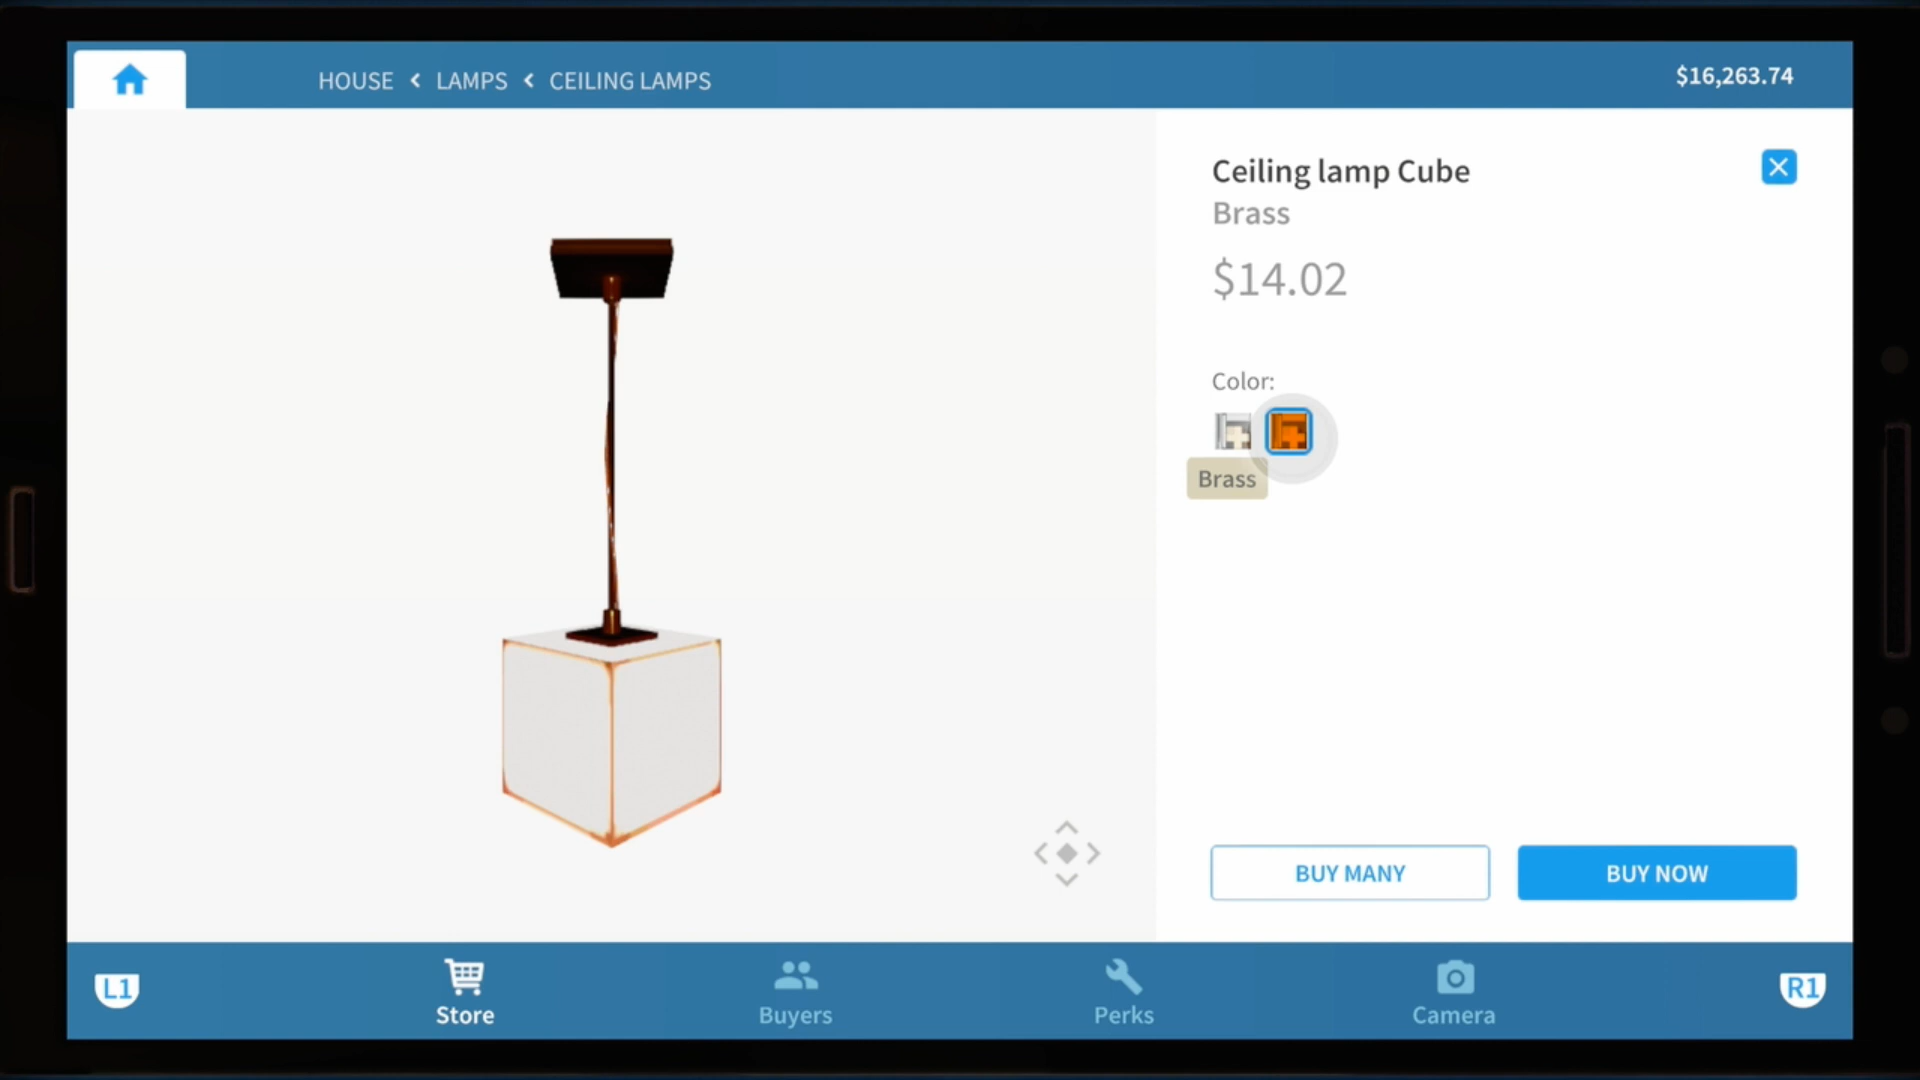 HOUSE < LAMPS < CEILING LAMPS
$16,263.74
Ceiling lamp Cube
Brass
$14.02
Color:
Brass
BUY MANY
BUY NOW
L1
Store
Buyers
Perks
Camera
R1